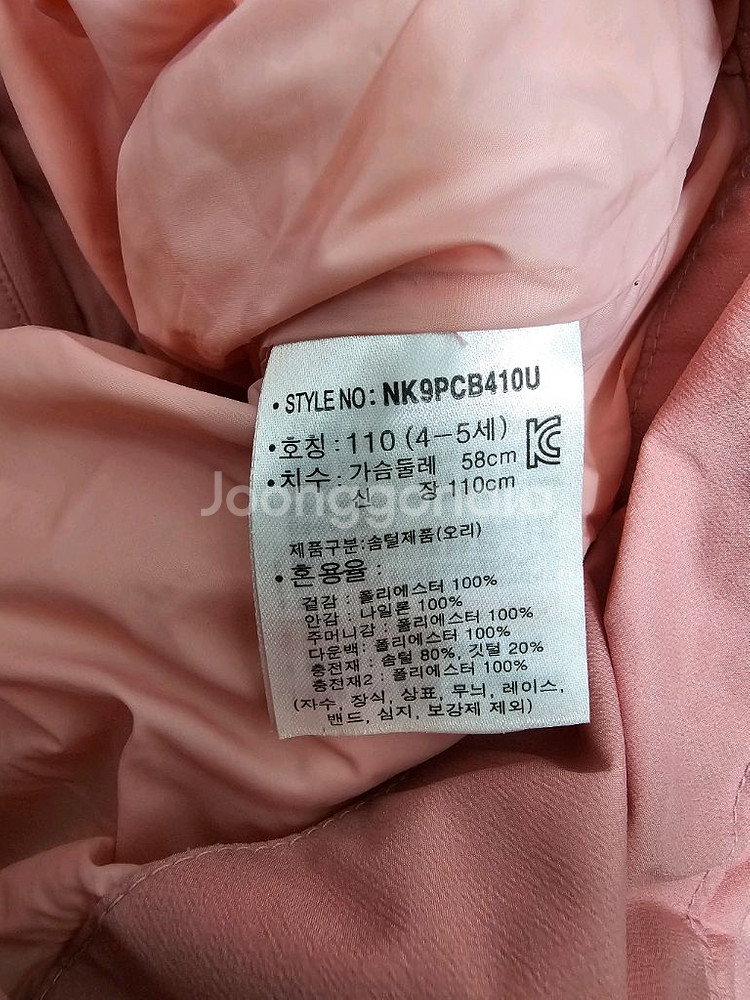 • STYLE NO: NK9PCB410U
• 호칭 : 110 (4-5세)
• 치수 : 가슴둘레 58cm
신 장 110cm
Joonggonara
제품구분:솜털제품(오리)
• 혼용율 :
겉감 : 폴리에스터 100%
안감 : 나일론 100%
주머니감 : 폴리에스터 100%
다운백: 폴리에스터 100%
충전재 : 솜털 80%, 깃털 20%
충전재2 : 폴리에스터 100%
(자수, 장식, 상표, 무늬, 레이스,
밴드, 심지, 보강제 제외)